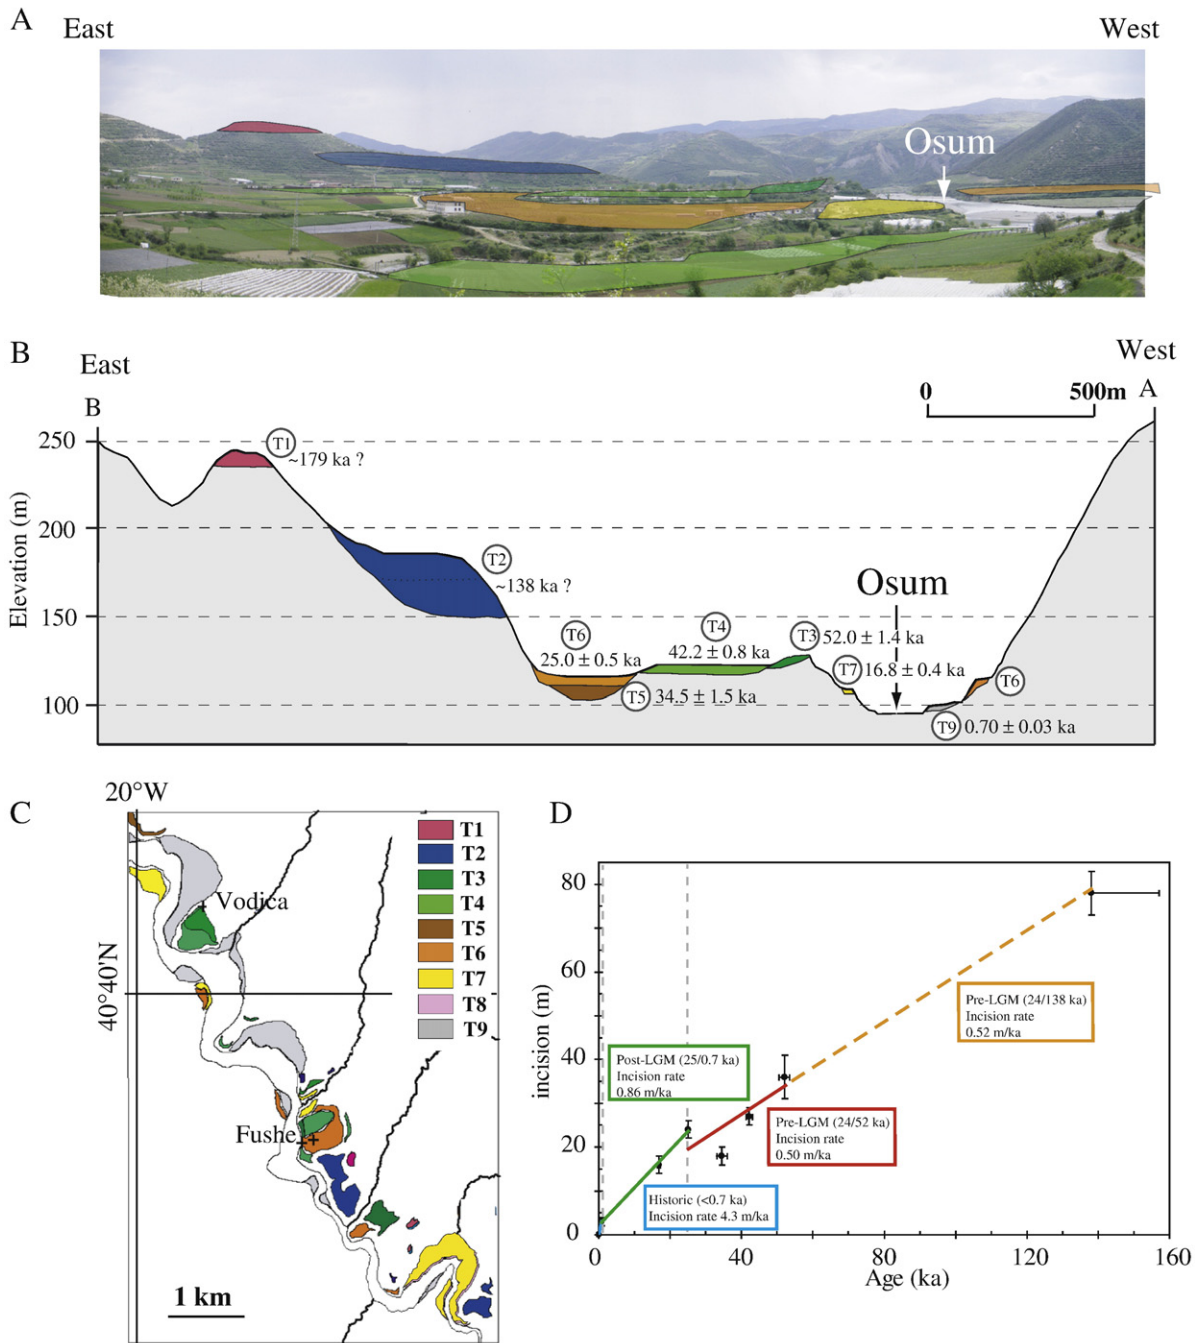 A
East
West
Osum
B
East
West
0 500m
B
A
250
200
150
100
Elevation (m)
T1
~179 ka ?
T2
~138 ka ?
Osum
T6
25.0 ± 0.5 ka
T4
42.2 ± 0.8 ka
T3 52.0 ± 1.4 ka
T7 16.8 ± 0.4 ka
T6
T5 34.5 ± 1.5 ka
T9 0.70 ± 0.03 ka
C
20°W
40°40'N
Vodica
Fushe
1 km
T1
T2
T3
T4
T5
T6
T7
T8
T9
D
incision (m)
80
60
40
20
0
Pre-LGM (24/138 ka)
Incision rate
0.52 m/ka
Post-LGM (25/0.7 ka)
Incision rate
0.86 m/ka
Pre-LGM (24/52 ka)
Incision rate
0.50 m/ka
Historic (<0.7 ka)
Incision rate 4.3 m/ka
0 40 80 120 160
Age (ka)